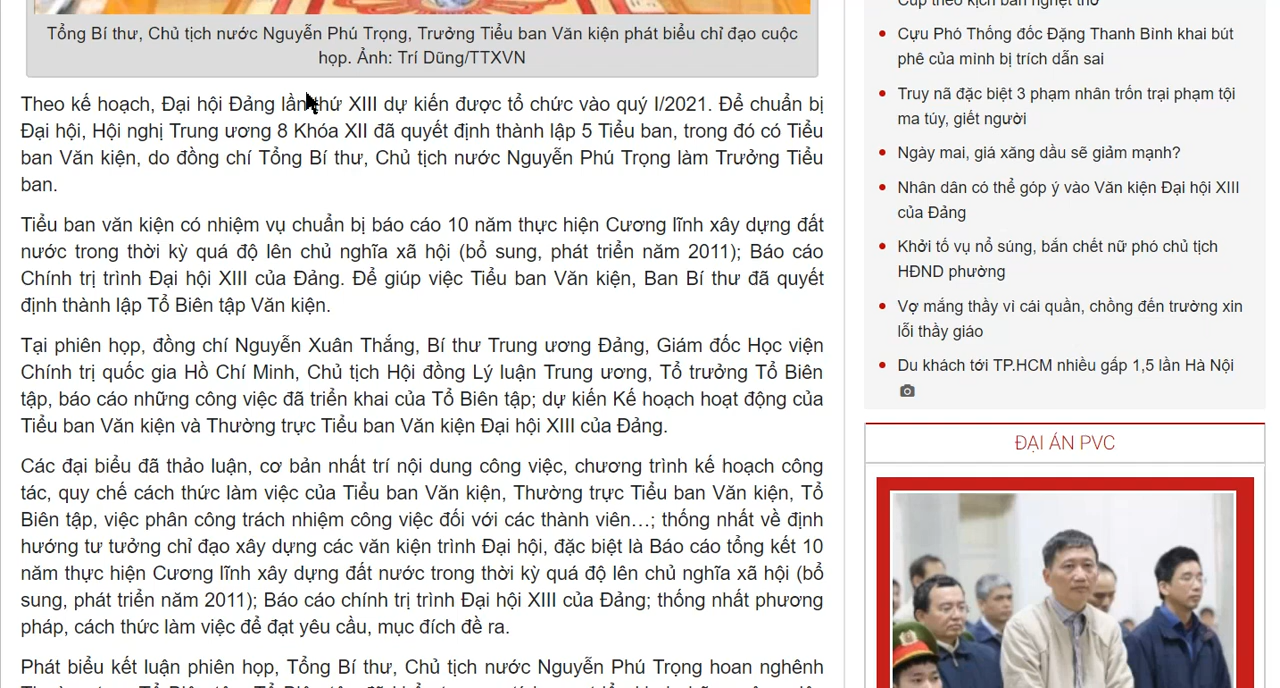 Tổng Bí thư, Chủ tịch nước Nguyễn Phú Trọng, Trưởng Tiểu ban Văn kiện phát biểu chỉ đạo cuộc
họp. Ảnh: Trí Dũng/TTXVN
Theo kế hoạch, Đại hội Đảng lần thứ XIII dự kiến được tổ chức vào quý I/2021. Để chuẩn bị
Đại hội, Hội nghị Trung ương 8 Khóa XII đã quyết định thành lập 5 Tiểu ban, trong đó có Tiểu
ban Văn kiện, do đồng chí Tổng Bí thư, Chủ tịch nước Nguyễn Phú Trọng làm Trưởng Tiểu
ban.
Tiểu ban văn kiện có nhiệm vụ chuẩn bị báo cáo 10 năm thực hiện Cương lĩnh xây dựng đất
nước trong thời kỳ quá độ lên chủ nghĩa xã hội (bổ sung, phát triển năm 2011); Báo cáo
Chính trị trình Đại hội XIII của Đảng. Để giúp việc Tiểu ban Văn kiện, Ban Bí thư đã quyết
định thành lập Tổ Biên tập Văn kiện.
Tại phiên họp, đồng chí Nguyễn Xuân Thắng, Bí thư Trung ương Đảng, Giám đốc Học viện
Chính trị quốc gia Hồ Chí Minh, Chủ tịch Hội đồng Lý luận Trung ương, Tổ trưởng Tổ Biên
tập, báo cáo những công việc đã triển khai của Tổ Biên tập; dự kiến Kế hoạch hoạt động của
Tiểu ban Văn kiện và Thường trực Tiểu ban Văn kiện Đại hội XIII của Đảng.
Các đại biểu đã thảo luận, cơ bản nhất trí nội dung công việc, chương trình kế hoạch công
tác, quy chế cách thức làm việc của Tiểu ban Văn kiện, Thường trực Tiểu ban Văn kiện, Tổ
Biên tập, việc phân công trách nhiệm công việc đối với các thành viên…; thống nhất về định
hướng tư tưởng chỉ đạo xây dựng các văn kiện trình Đại hội, đặc biệt là Báo cáo tổng kết 10
năm thực hiện Cương lĩnh xây dựng đất nước trong thời kỳ quá độ lên chủ nghĩa xã hội (bổ
sung, phát triển năm 2011); Báo cáo chính trị trình Đại hội XIII của Đảng; thống nhất phương
pháp, cách thức làm việc để đạt yêu cầu, mục đích đề ra.
Phát biểu kết luận phiên họp, Tổng Bí thư, Chủ tịch nước Nguyễn Phú Trọng hoan nghênh
Cúp theo kịch bản nghẹt thở
Cựu Phó Thống đốc Đặng Thanh Bình khai bút
phê của mình bị trích dẫn sai
Truy nã đặc biệt 3 phạm nhân trốn trại phạm tội
ma túy, giết người
Ngày mai, giá xăng dầu sẽ giảm mạnh?
Nhân dân có thể góp ý vào Văn kiện Đại hội XIII
của Đảng
Khởi tố vụ nổ súng, bắn chết nữ phó chủ tịch
HĐND phường
Vợ mắng thầy vì cái quần, chồng đến trường xin
lỗi thầy giáo
Du khách tới TP.HCM nhiều gấp 1,5 lần Hà Nội
ĐẠI ÁN PVC